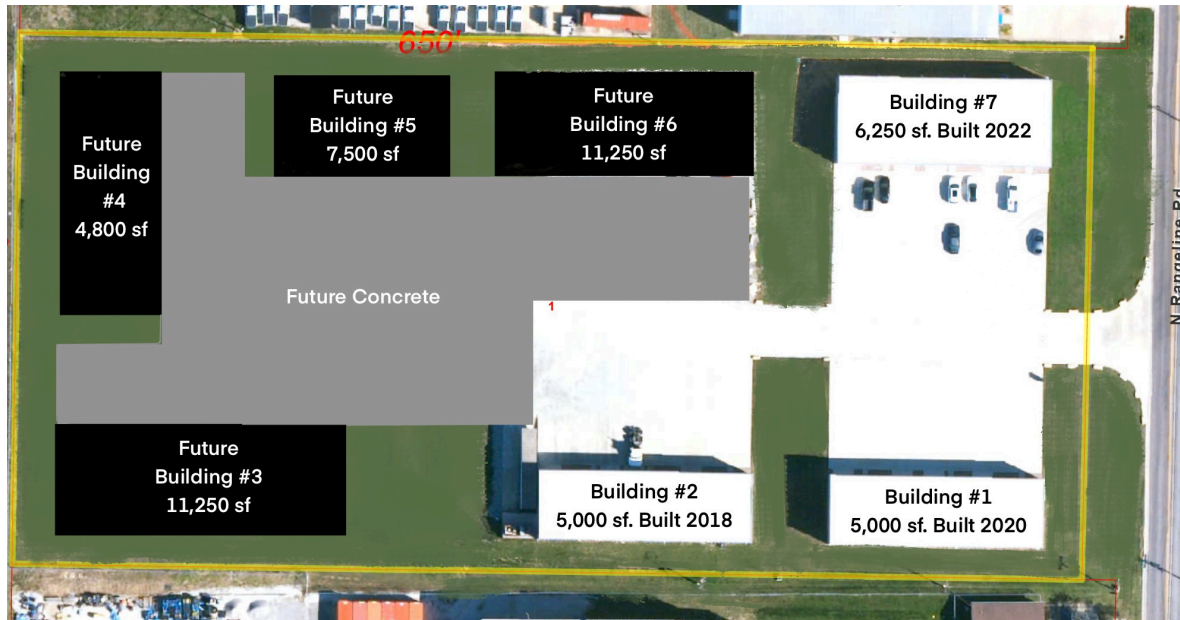 650'
Future
Building #5
7,500 sf
Future
Building #6
11,250 sf
Building #7
6,250 sf. Built 2022
Future
Building
#4
4,800 sf
N Rangeline Rd
Future Concrete
1
Future
Building #3
11,250 sf
Building #2
5,000 sf. Built 2018
Building #1
5,000 sf. Built 2020